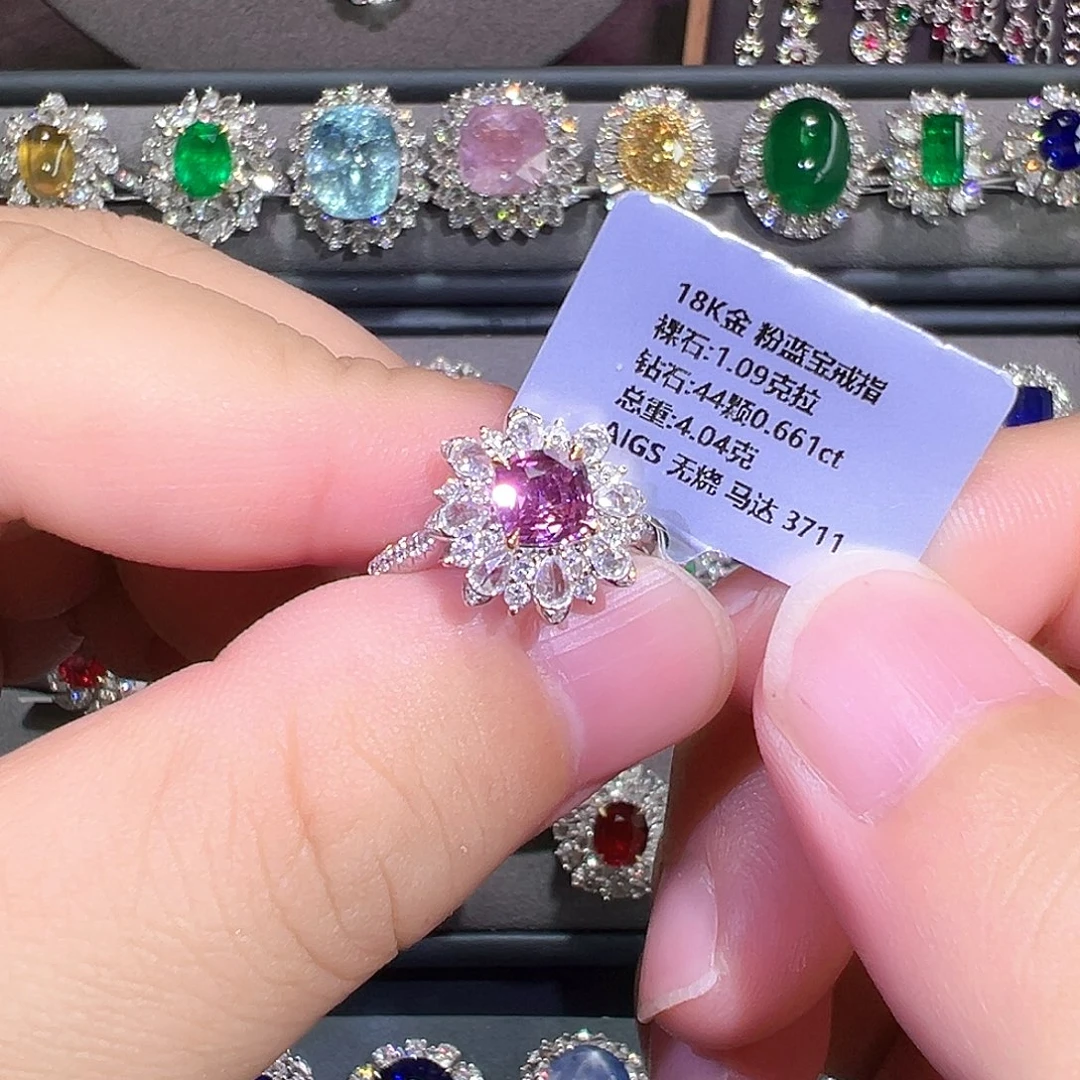 18K金 粉蓝宝戒指
裸石:1.09克拉
钻石:44颗0.661ct
总重:4.04克
AIGS 无烧 马达 3711